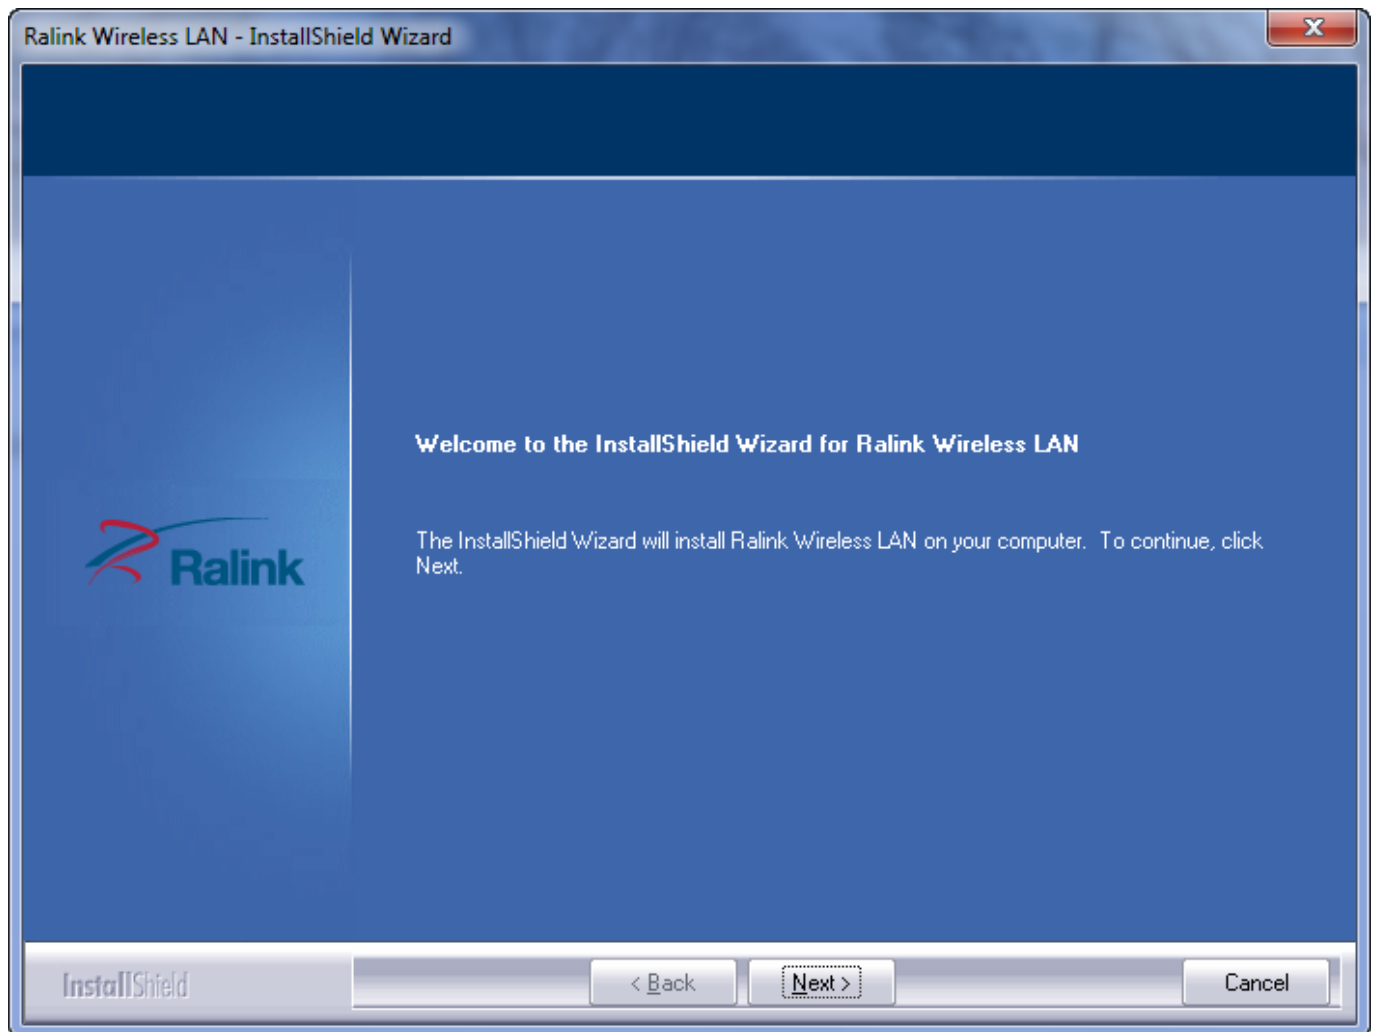 Ralink Wireless LAN - InstallShield Wizard
x
Welcome to the InstallShield Wizard for Ralink Wireless LAN
The InstallShield Wizard will install Ralink Wireless LAN on your computer.  To continue, click
Next.
Ralink
InstallShield
< Back
Next >
Cancel